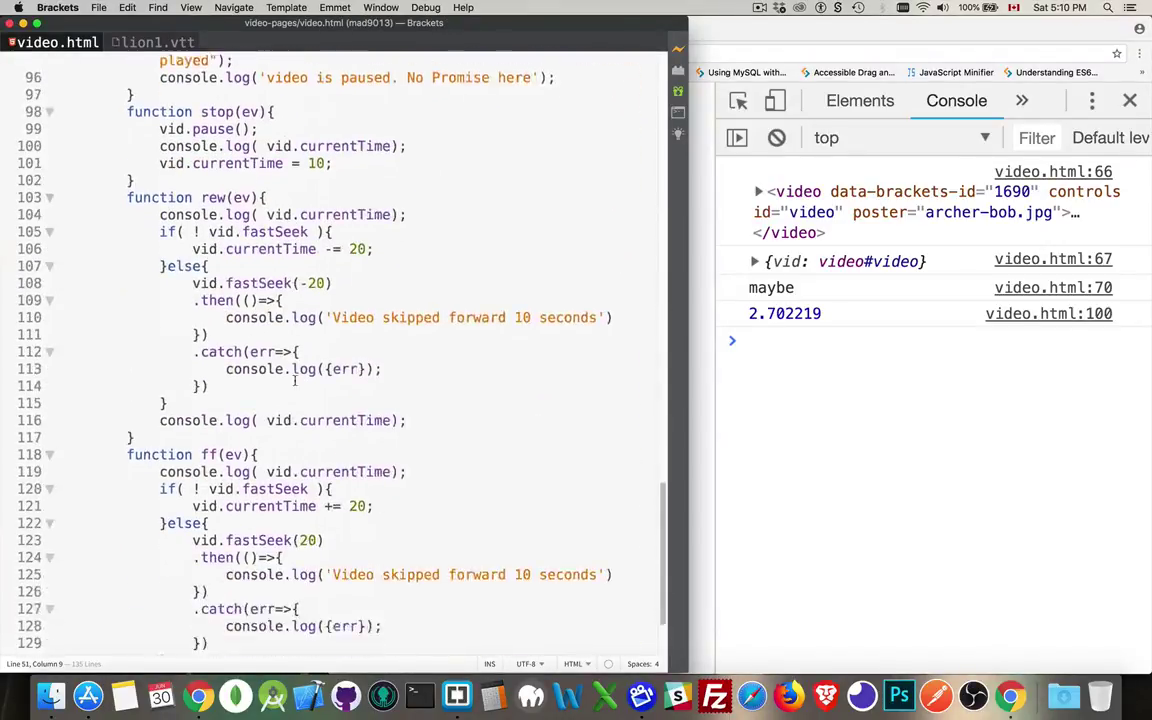 Brackets File Edit Find View Navigate Template Emmet Window Debug Help 100% Sat 5:10 PM
video-pages/video.html (mad9013) — Brackets
video.html lion1.vtt
played");
96 console.log('video is paused. No Promise here');
97 }
98 function stop(ev){
99 vid.pause();
100 console.log( vid.currentTime);
101 vid.currentTime = 10;
102 }
103 function rew(ev){
104 console.log( vid.currentTime);
105 if( ! vid.fastSeek ){
106 vid.currentTime -= 20;
107 }else{
108 vid.fastSeek(-20)
109 .then(()=>{
110 console.log('Video skipped forward 10 seconds')
111 })
112 .catch(err=>{
113 console.log({err});
114 })
115 }
116 console.log( vid.currentTime);
117 }
118 function ff(ev){
119 console.log( vid.currentTime);
120 if( ! vid.fastSeek ){
121 vid.currentTime += 20;
122 }else{
123 vid.fastSeek(20)
124 .then(()=>{
125 console.log('Video skipped forward 10 seconds')
126 })
127 .catch(err=>{
128 console.log({err});
129 })
Line 51, Column 9 — 135 Lines
INS UTF-8 HTML Spaces: 4
Using MySQL with... Accessible Drag an... JavaScript Minifier Understanding ES6...
Elements Console
top Filter Default lev
video.html:66
<video data-brackets-id="1690" controls
id="video" poster="archer-bob.jpg">…
</video>
{vid: video#video} video.html:67
maybe video.html:70
2.702219 video.html:100
JUN
30
Ps